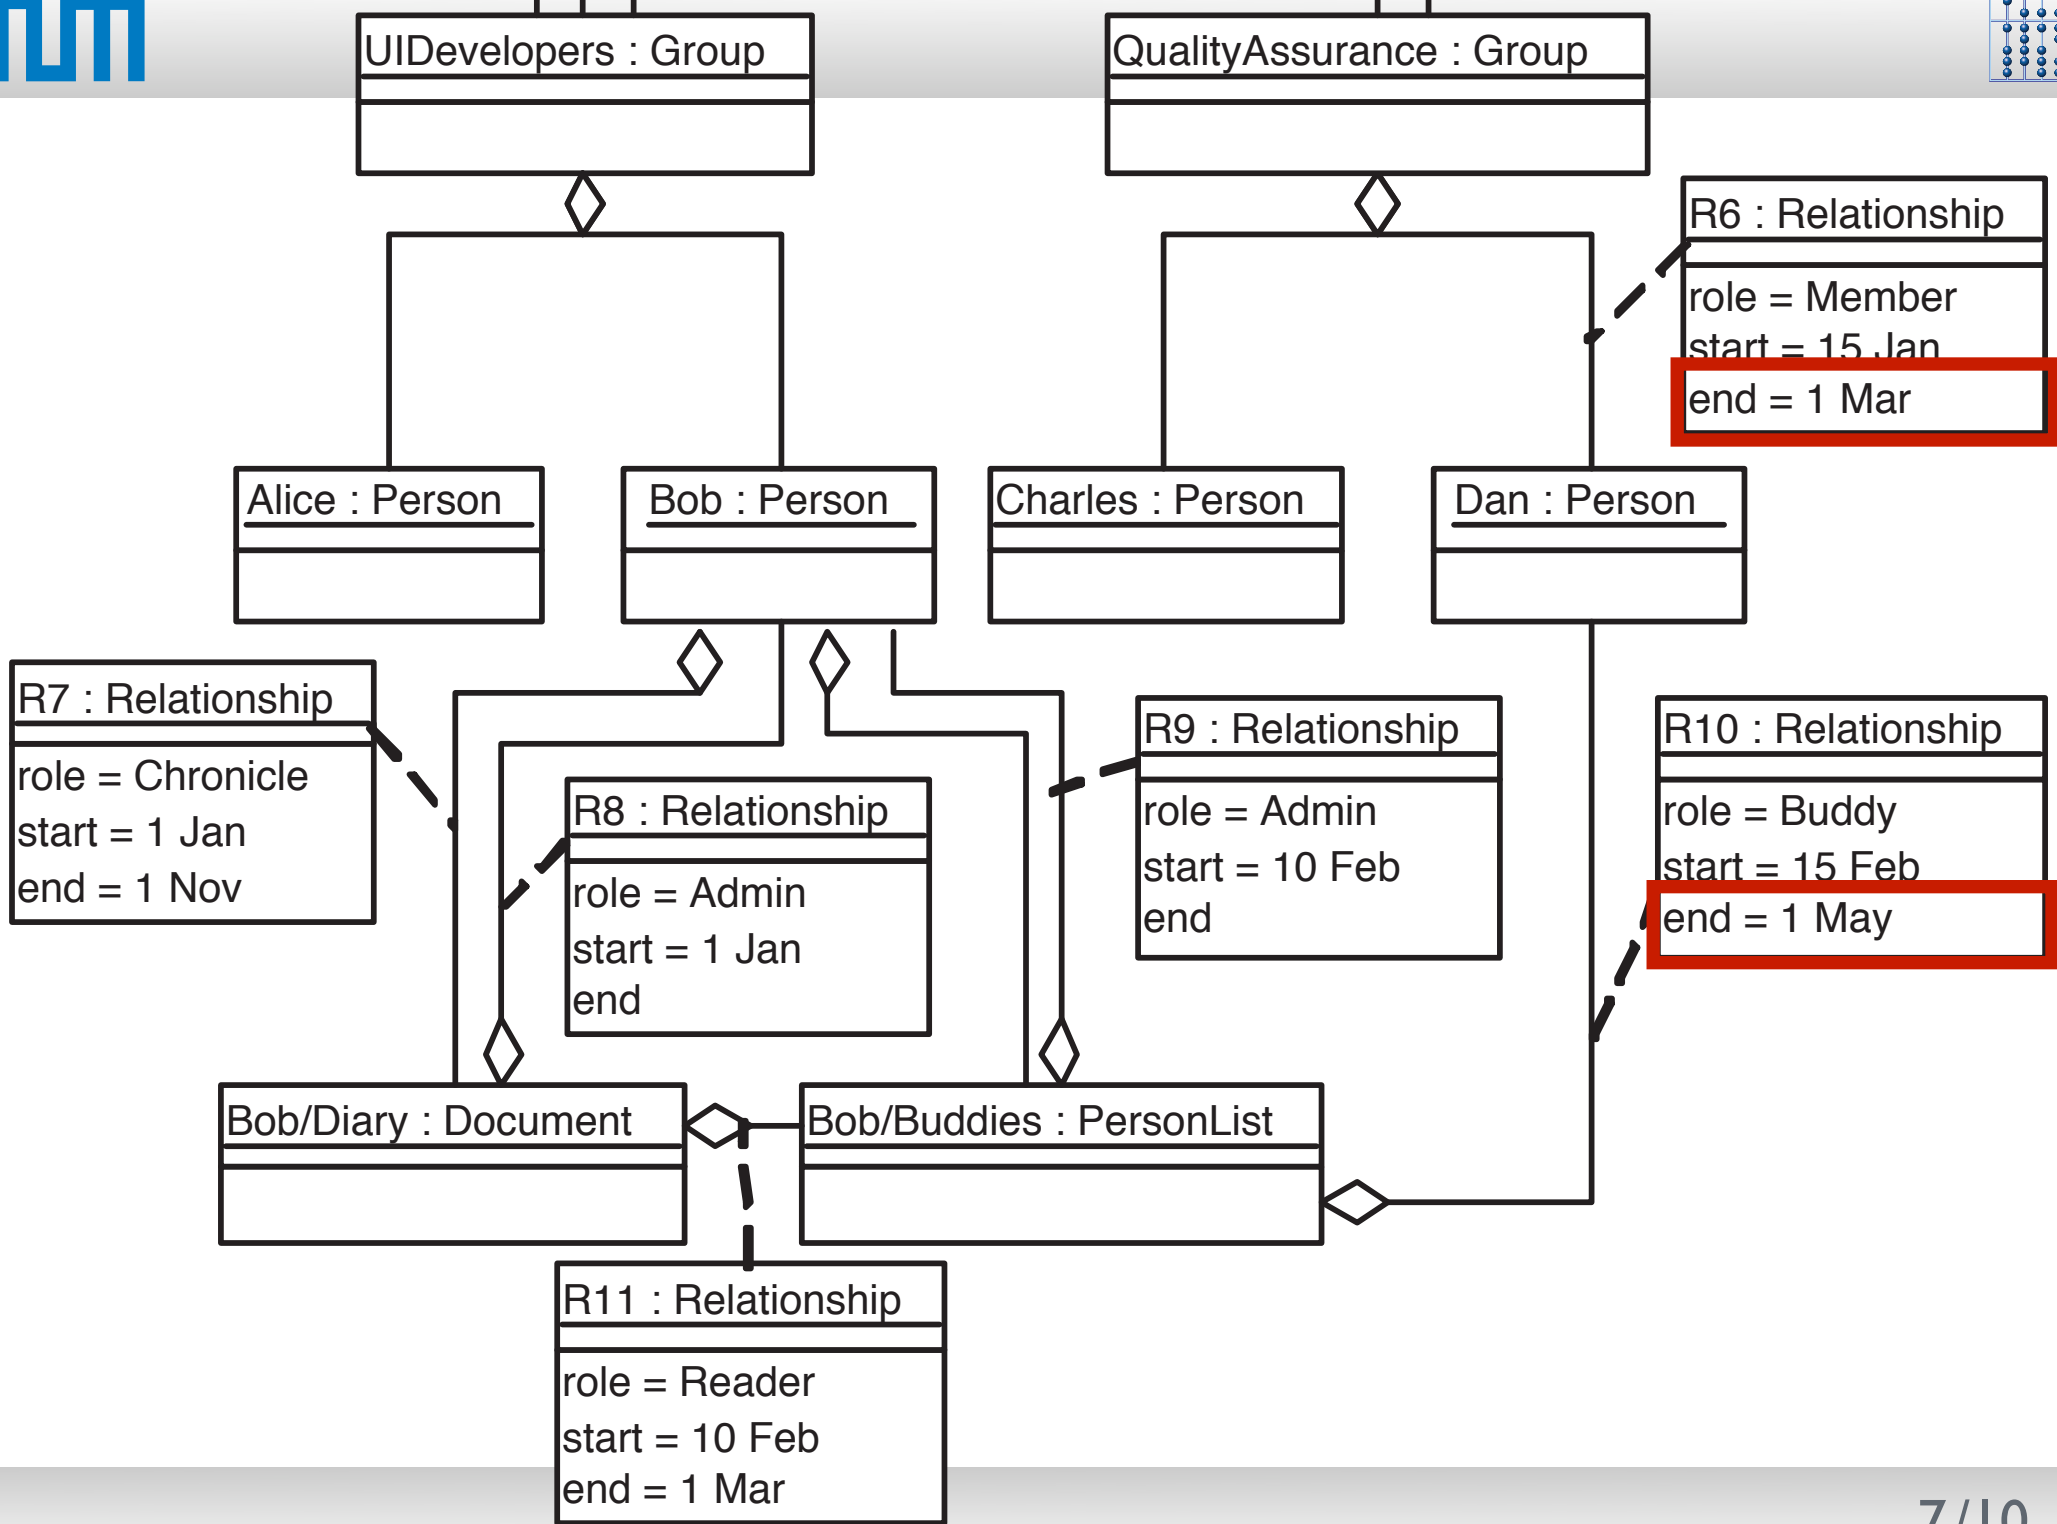 UIDevelopers : Group
QualityAssurance : Group
R6 : Relationship
role = Member
start = 15 Jan
end = 1 Mar
Alice : Person
Bob : Person
Charles : Person
Dan : Person
R7 : Relationship
role = Chronicle
start = 1 Jan
end = 1 Nov
R8 : Relationship
role = Admin
start = 1 Jan
end
R9 : Relationship
role = Admin
start = 10 Feb
end
R10 : Relationship
role = Buddy
start = 15 Feb
end = 1 May
Bob/Diary : Document
Bob/Buddies : PersonList
R11 : Relationship
role = Reader
start = 10 Feb
end = 1 Mar
7/10